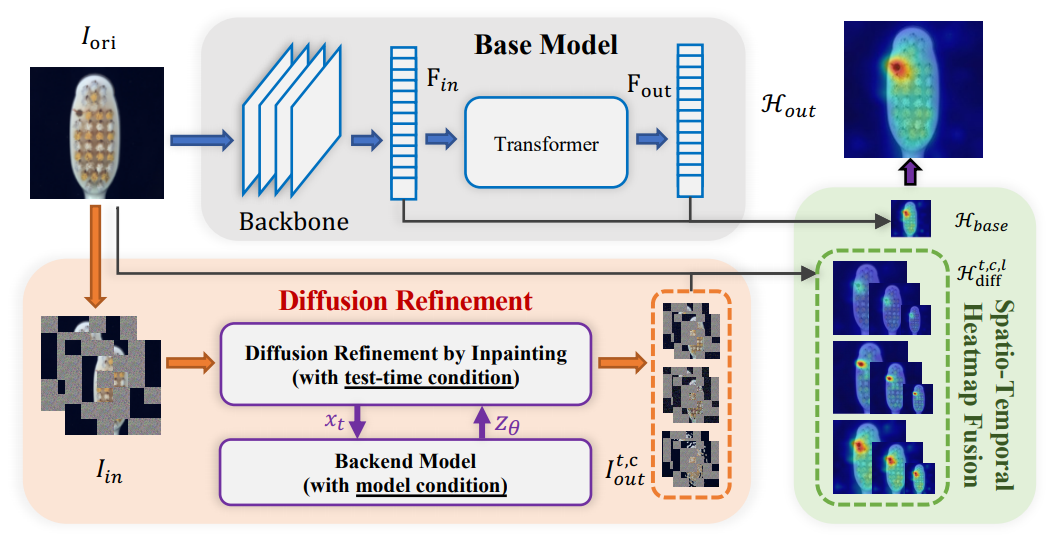 I_ori
Base Model
F_in
F_out
Transformer
Backbone
ℋ_out
ℋ_base
ℋ_diff^{t,c,l}
Spatio-Temporal
Heatmap Fusion
Diffusion Refinement
Diffusion Refinement by Inpainting
(with test-time condition)
x_t
z_θ
Backend Model
(with model condition)
I_in
I_out^{t,c}